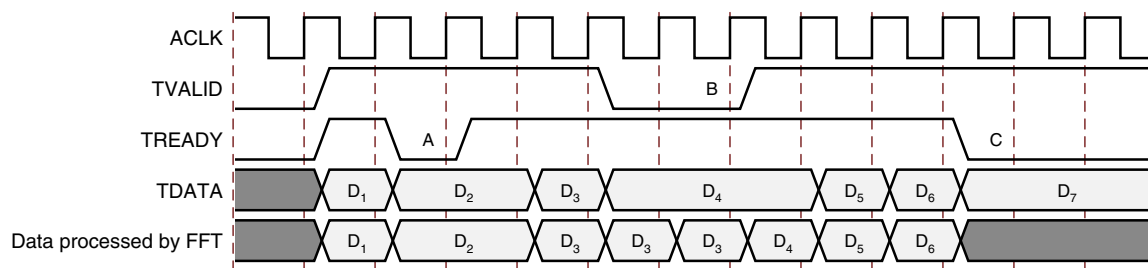 ACLK
TVALID B
TREADY A C
TDATA D₁ D₂ D₃ D₄ D₅ D₆ D₇
Data processed by FFT D₁ D₂ D₃ D₃ D₃ D₄ D₅ D₆